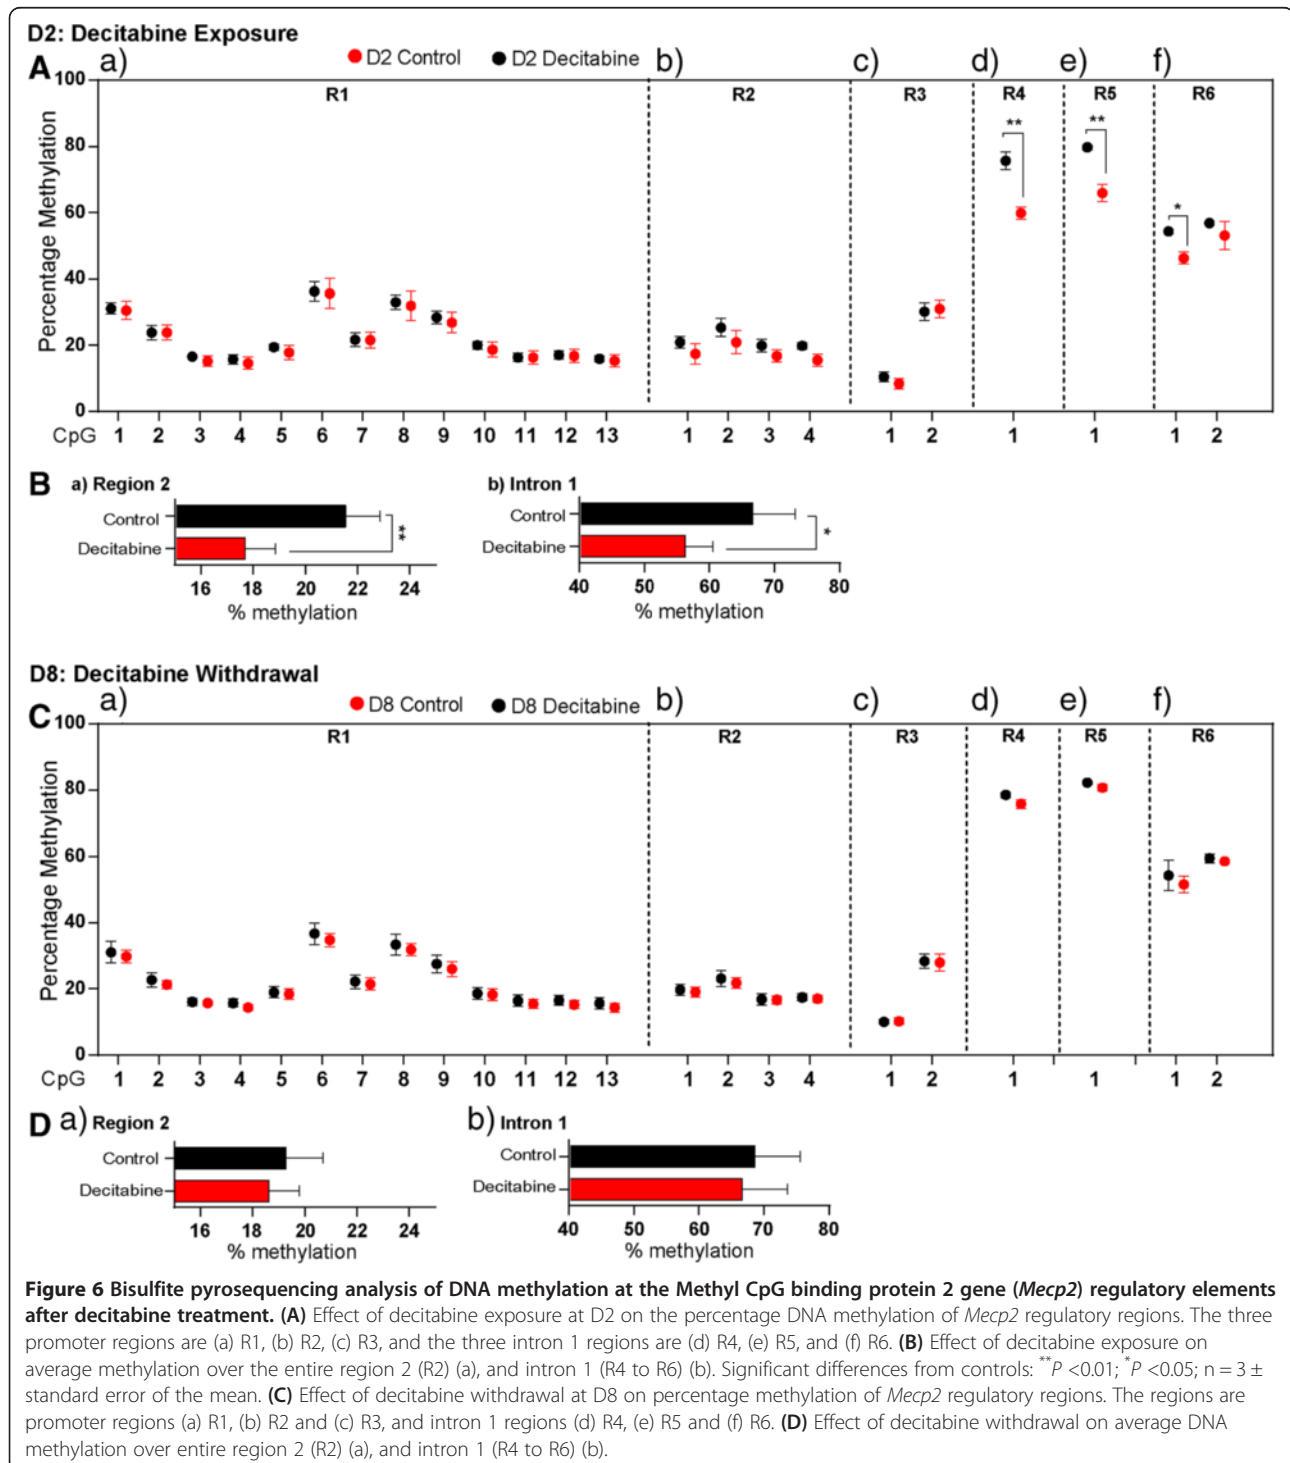 D2: Decitabine Exposure
D2 Control D2 Decitabine
A a) b) c) d) e) f)
R1 R2 R3 R4 R5 R6
Percentage Methylation
100
80
60
40
20
0
** ** *
CpG 1 2 3 4 5 6 7 8 9 10 11 12 13 1 2 3 4 1 2 1 1 1 2
B a) Region 2 b) Intron 1
Control
Decitabine
**
16 18 20 22 24
% methylation
Control
Decitabine
*
40 50 60 70 80
% methylation
D8: Decitabine Withdrawal
D8 Control D8 Decitabine
C a) b) c) d) e) f)
R1 R2 R3 R4 R5 R6
Percentage Methylation
100
80
60
40
20
0
CpG 1 2 3 4 5 6 7 8 9 10 11 12 13 1 2 3 4 1 2 1 1 1 2
D a) Region 2 b) Intron 1
Control
Decitabine
16 18 20 22 24
% methylation
Control
Decitabine
40 50 60 70 80
% methylation
Figure 6 Bisulfite pyrosequencing analysis of DNA methylation at the Methyl CpG binding protein 2 gene (Mecp2) regulatory elements
after decitabine treatment. (A) Effect of decitabine exposure at D2 on the percentage DNA methylation of Mecp2 regulatory regions. The three
promoter regions are (a) R1, (b) R2, (c) R3, and the three intron 1 regions are (d) R4, (e) R5, and (f) R6. (B) Effect of decitabine exposure on
average methylation over the entire region 2 (R2) (a), and intron 1 (R4 to R6) (b). Significant differences from controls: **P <0.01; *P <0.05; n = 3 ±
standard error of the mean. (C) Effect of decitabine withdrawal at D8 on percentage methylation of Mecp2 regulatory regions. The regions are
promoter regions (a) R1, (b) R2 and (c) R3, and intron 1 regions (d) R4, (e) R5 and (f) R6. (D) Effect of decitabine withdrawal on average DNA
methylation over entire region 2 (R2) (a), and intron 1 (R4 to R6) (b).